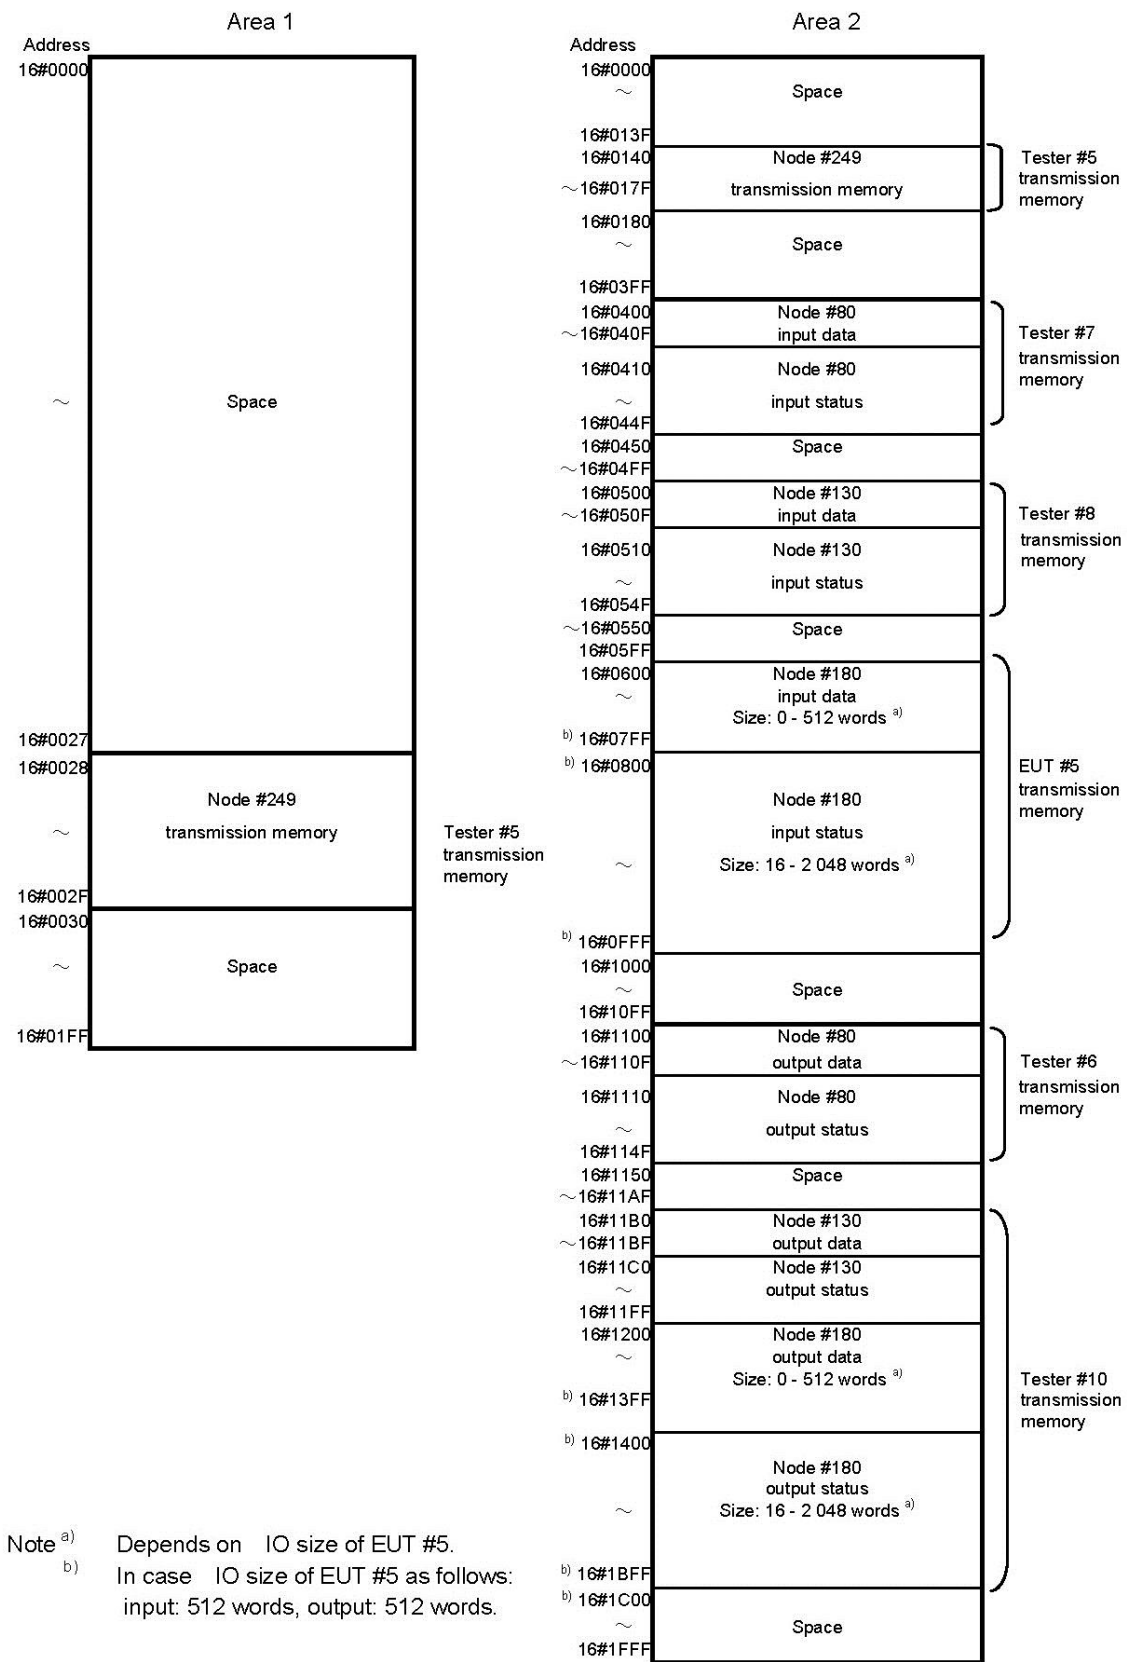 Area 1
Address
16#0000
～
Space
16#0027
16#0028
Node #249
～
transmission memory
16#002F
16#0030
～
Space
16#01FF
Tester #5
transmission
memory
Area 2
Address
16#0000
～
Space
16#013F
16#0140
Node #249
～16#017F
transmission memory
Tester #5
transmission
memory
16#0180
～
Space
16#03FF
16#0400
Node #80
～16#040F
input data
16#0410
Node #80
～
input status
16#044F
Tester #7
transmission
memory
16#0450
Space
～16#04FF
16#0500
Node #130
～16#050F
input data
16#0510
Node #130
～
input status
16#054F
Tester #8
transmission
memory
～16#0550
Space
16#05FF
16#0600
Node #180
～
input data
Size: 0 - 512 words a)
b) 16#07FF
b) 16#0800
Node #180
input status
～
Size: 16 - 2 048 words a)
b) 16#0FFF
EUT #5
transmission
memory
16#1000
～
Space
16#10FF
16#1100
Node #80
～16#110F
output data
16#1110
Node #80
～
output status
16#114F
Tester #6
transmission
memory
16#1150
Space
～16#11AF
16#11B0
Node #130
～16#11BF
output data
16#11C0
Node #130
～
output status
16#11FF
16#1200
Node #180
～
output data
Size: 0 - 512 words a)
b) 16#13FF
b) 16#1400
Node #180
output status
～
Size: 16 - 2 048 words a)
b) 16#1BFF
Tester #10
transmission
memory
b) 16#1C00
～
Space
16#1FFF
Note a) Depends on IO size of EUT #5.
b) In case IO size of EUT #5 as follows:
input: 512 words, output: 512 words.